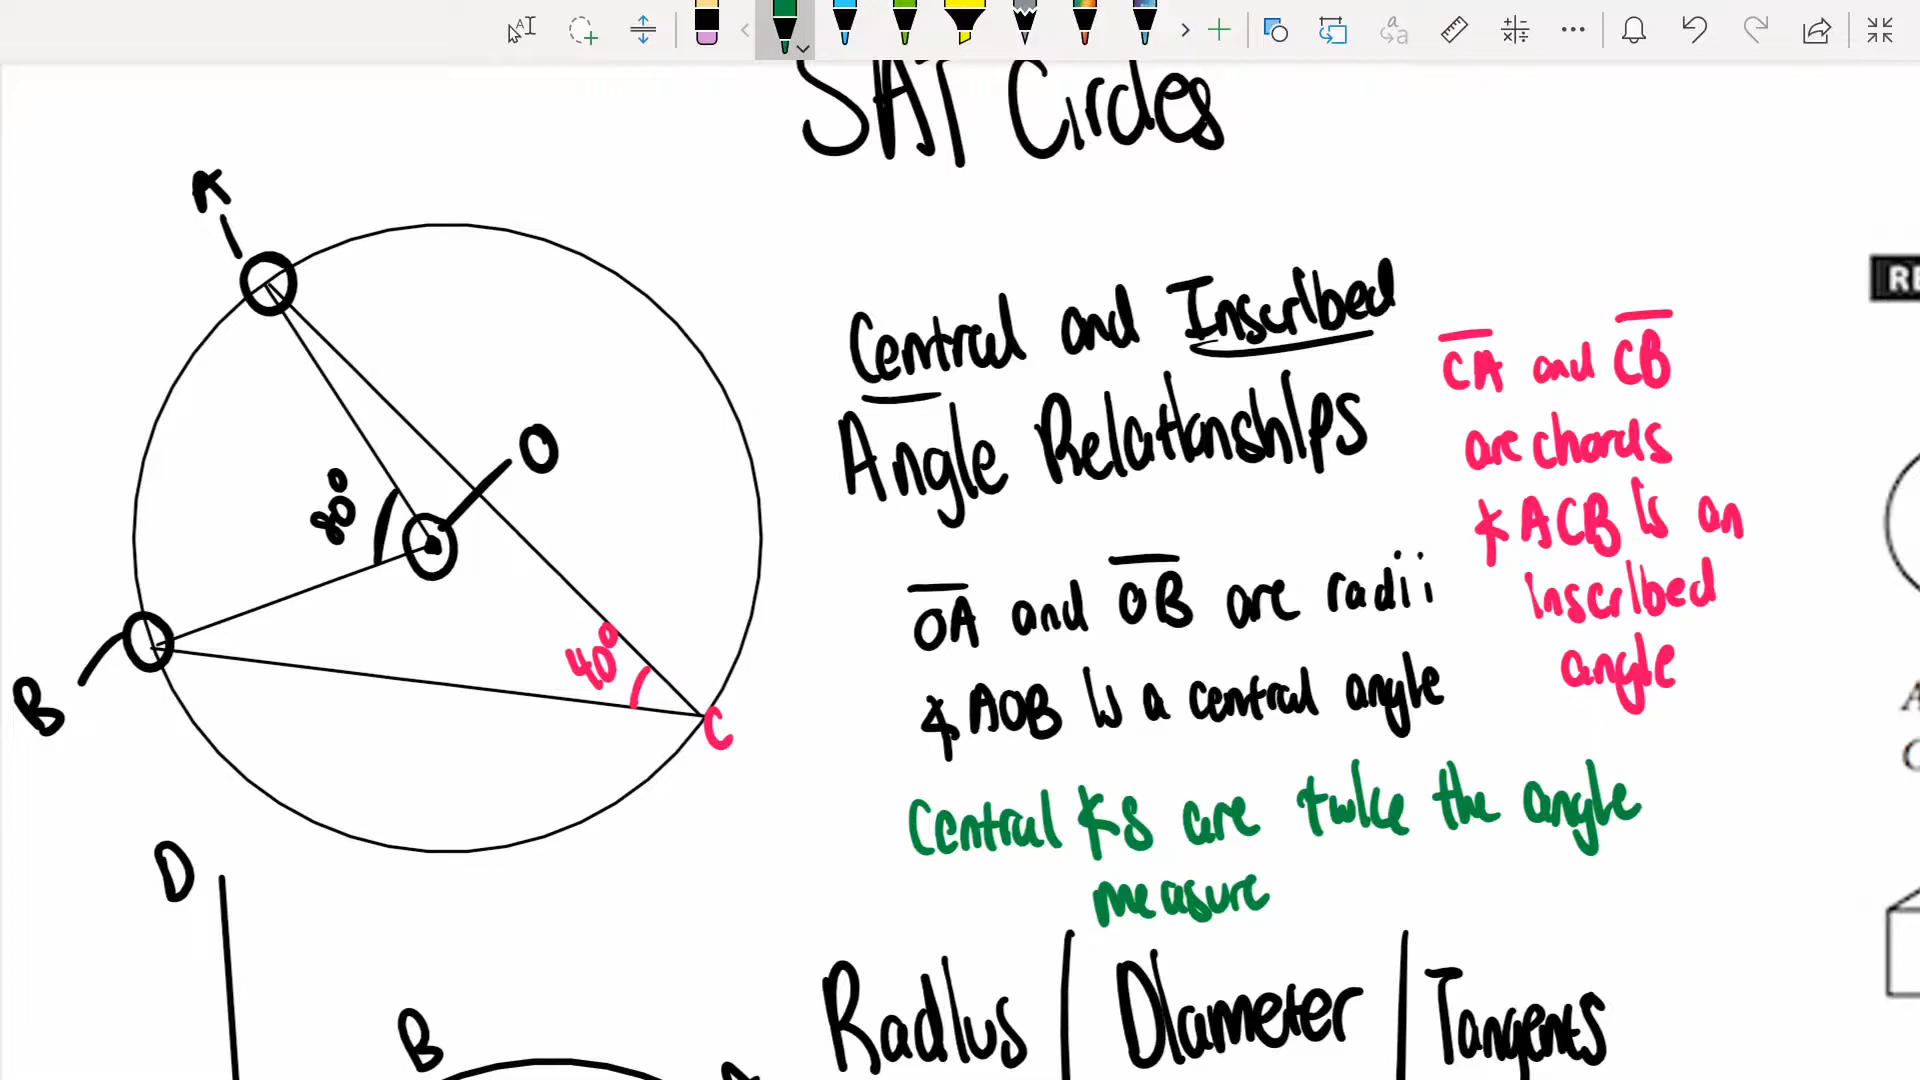 SAT Circles
A
O
80°
B
40°
C
Central and Inscribed
Angle Relationships
OA and OB are radii
∡AOB is a central angle
CA and CB
are chords
∡ACB is an
inscribed
angle
Central ∡s are twice the angle
measure
D
B
Radius / Diameter / Tangents